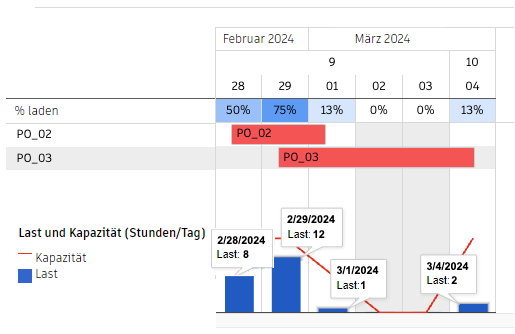 Februar 2024 März 2024
9 10
28 29 01 02 03 04
% laden 50% 75% 13% 0% 0% 13%
PO_02 PO_02
PO_03 PO_03
Last und Kapazität (Stunden/Tag)
Kapazität
Last
2/28/2024
Last: 8
2/29/2024
Last: 12
3/1/2024
Last:1
3/4/2024
Last: 2